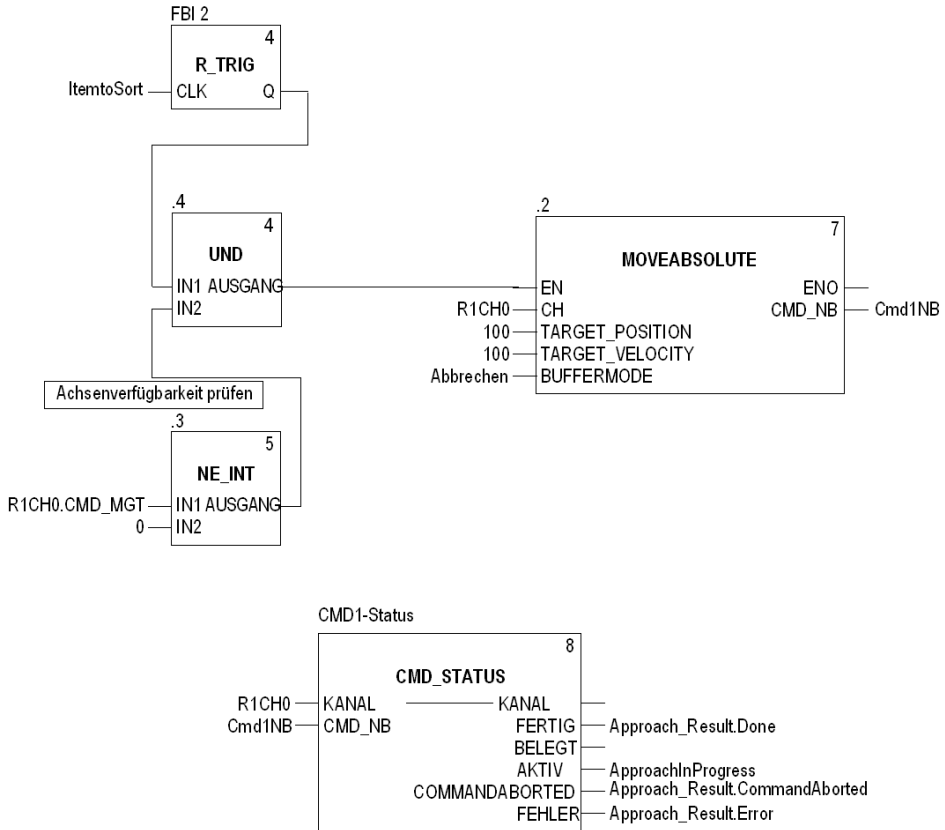 FBI 2
4
R_TRIG
ItemtoSort CLK Q
.4
4
UND
IN1 AUSGANG
IN2
.2
7
MOVEABSOLUTE
EN ENO
R1CH0 CH CMD_NB Cmd1NB
100 TARGET_POSITION
100 TARGET_VELOCITY
Abbrechen BUFFERMODE
Achsenverfügbarkeit prüfen
.3
5
NE_INT
R1CH0.CMD_MGT IN1 AUSGANG
0 IN2
CMD1-Status
8
CMD_STATUS
R1CH0 KANAL KANAL
Cmd1NB CMD_NB FERTIG Approach_Result.Done
BELEGT
AKTIV ApproachInProgress
COMMANDABORTED Approach_Result.CommandAborted
FEHLER Approach_Result.Error